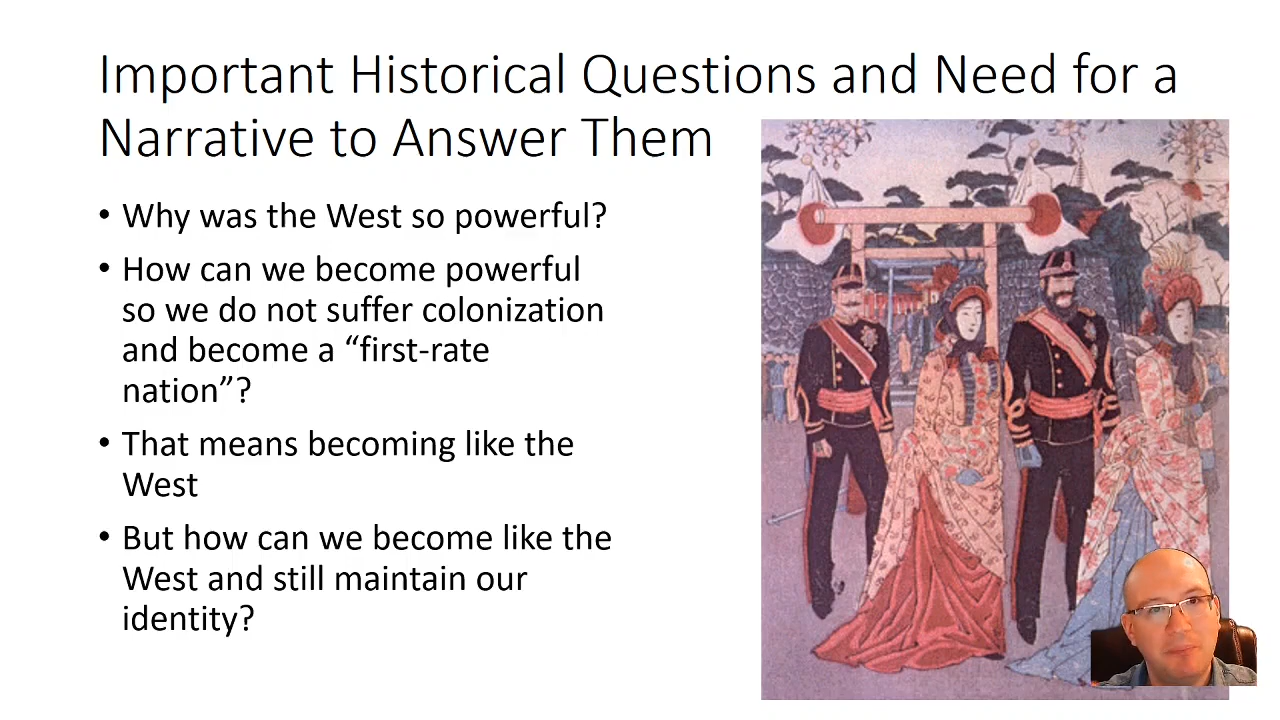 Important Historical Questions and Need for a
Narrative to Answer Them
• Why was the West so powerful?
• How can we become powerful
so we do not suffer colonization
and become a “first-rate
nation”?
• That means becoming like the
West
• But how can we become like the
West and still maintain our
identity?